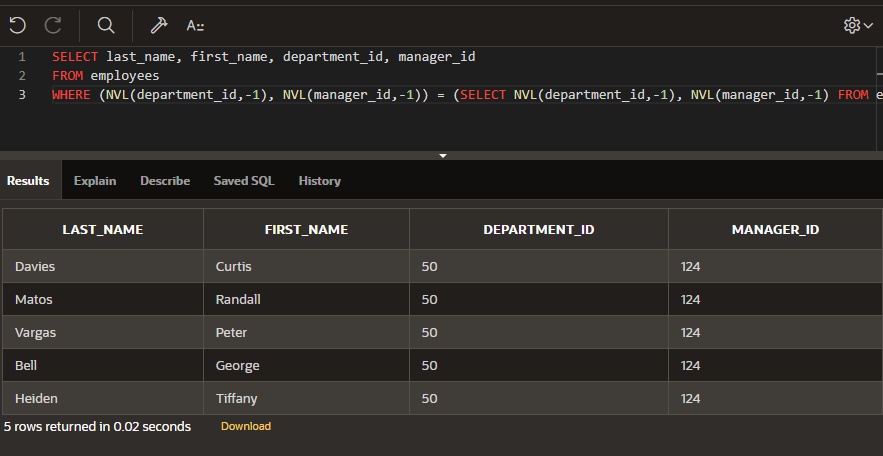 A::
1 SELECT last_name, first_name, department_id, manager_id
2 FROM employees
3 WHERE (NVL(department_id,-1), NVL(manager_id,-1)) = (SELECT NVL(department_id,-1), NVL(manager_id,-1) FROM e
Results Explain Describe Saved SQL History
LAST_NAME FIRST_NAME DEPARTMENT_ID MANAGER_ID
Davies Curtis 50 124
Matos Randall 50 124
Vargas Peter 50 124
Bell George 50 124
Heiden Tiffany 50 124
5 rows returned in 0.02 seconds Download